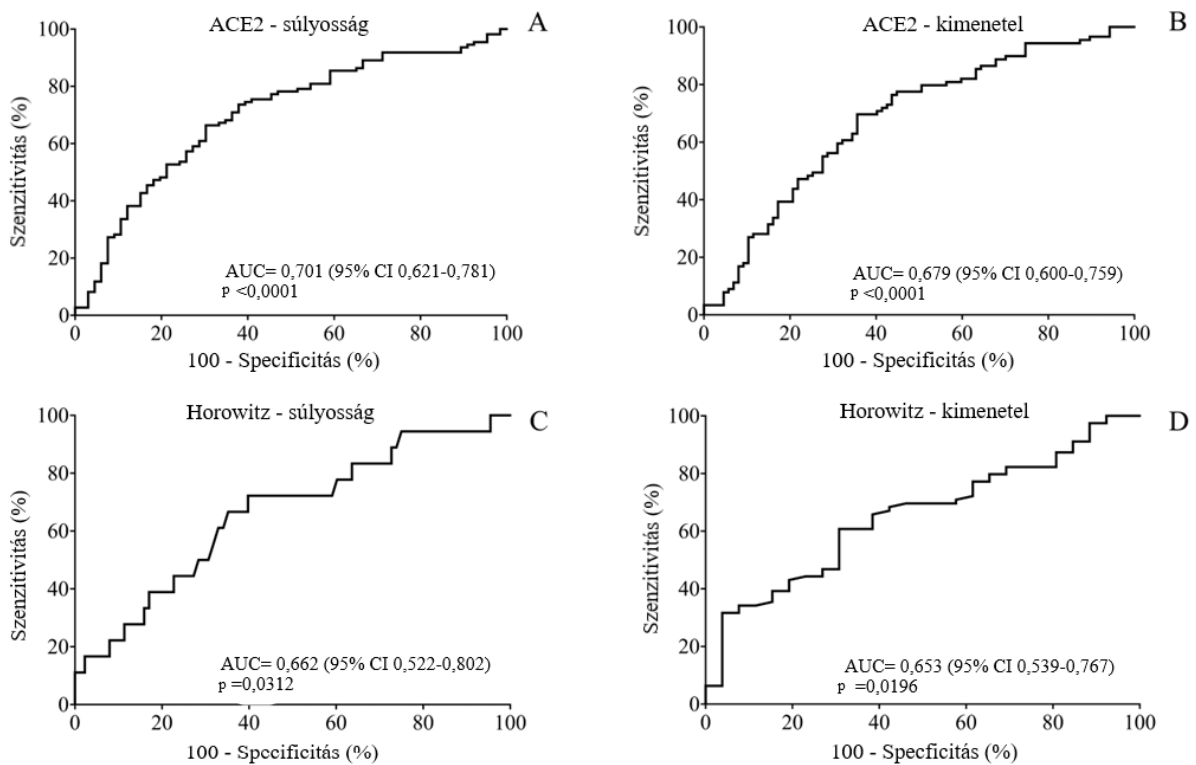 ACE2 - súlyosság
A
100
80
60
40
20
0
Szenzitivitás (%)
AUC= 0,701 (95% CI 0,621-0,781)
p <0,0001
0 20 40 60 80 100
100 - Specificitás (%)
ACE2 - kimenetel
B
100
80
60
40
20
0
Szenzitivitás (%)
AUC= 0,679 (95% CI 0,600-0,759)
p <0,0001
0 20 40 60 80 100
100 - Specificitás (%)
Horowitz - súlyosság
C
100
80
60
40
20
0
Szenzitivitás (%)
AUC= 0,662 (95% CI 0,522-0,802)
p =0,0312
0 20 40 60 80 100
100 - Specificitás (%)
Horowitz - kimenetel
D
100
80
60
40
20
0
Szenzitivitás (%)
AUC= 0,653 (95% CI 0,539-0,767)
p =0,0196
0 20 40 60 80 100
100 - Specficitás (%)